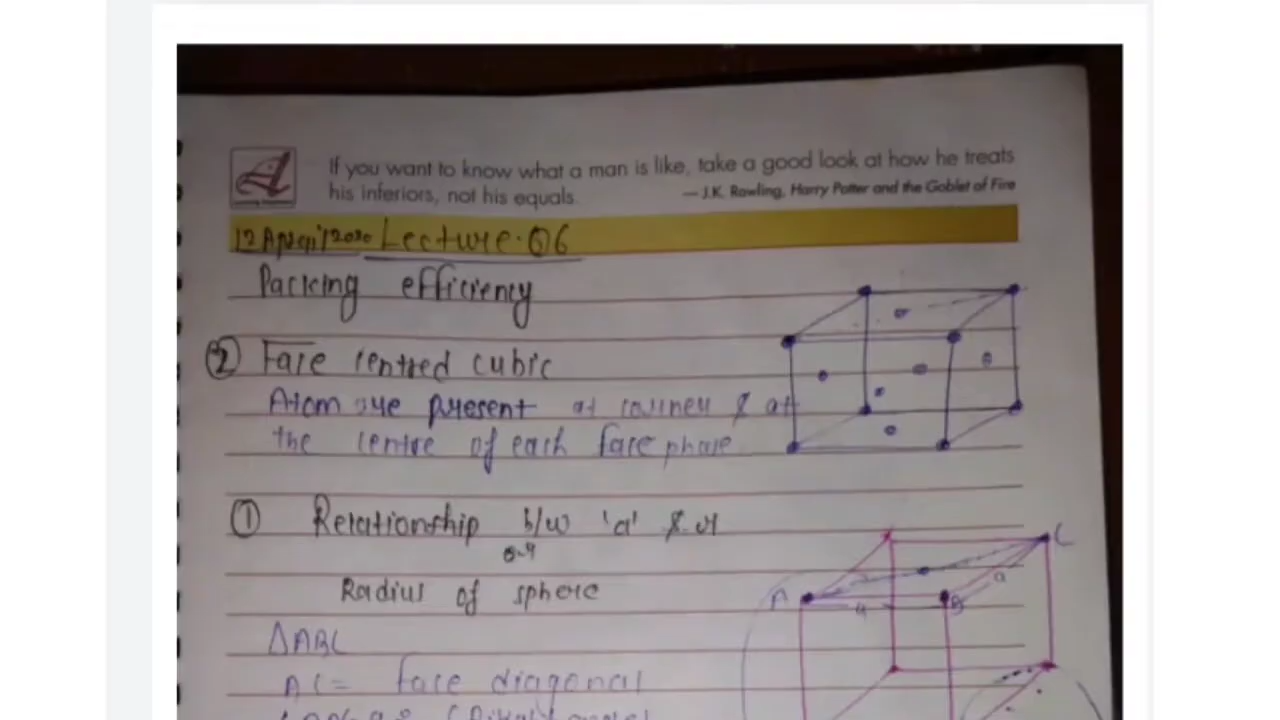 If you want to know what a man is like, take a good look at how he treats
his inferiors, not his equals.
— J.K. Rowling, Harry Potter and the Goblet of Fire
12 April 2020 Lecture. 06
Packing efficiency
② Face centred cubic
Atom are present at corner & at
the centre of each face phase
① Relationship b/w 'a' & r
Radius of sphere
C
A a B a
ΔABC
AC = face diagonal